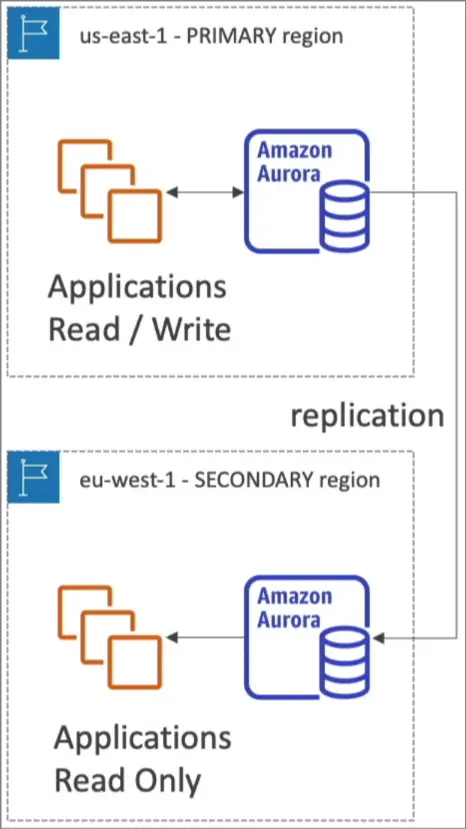 us-east-1 - PRIMARY region
Amazon
Aurora
Applications
Read / Write
replication
eu-west-1 - SECONDARY region
Amazon
Aurora
Applications
Read Only